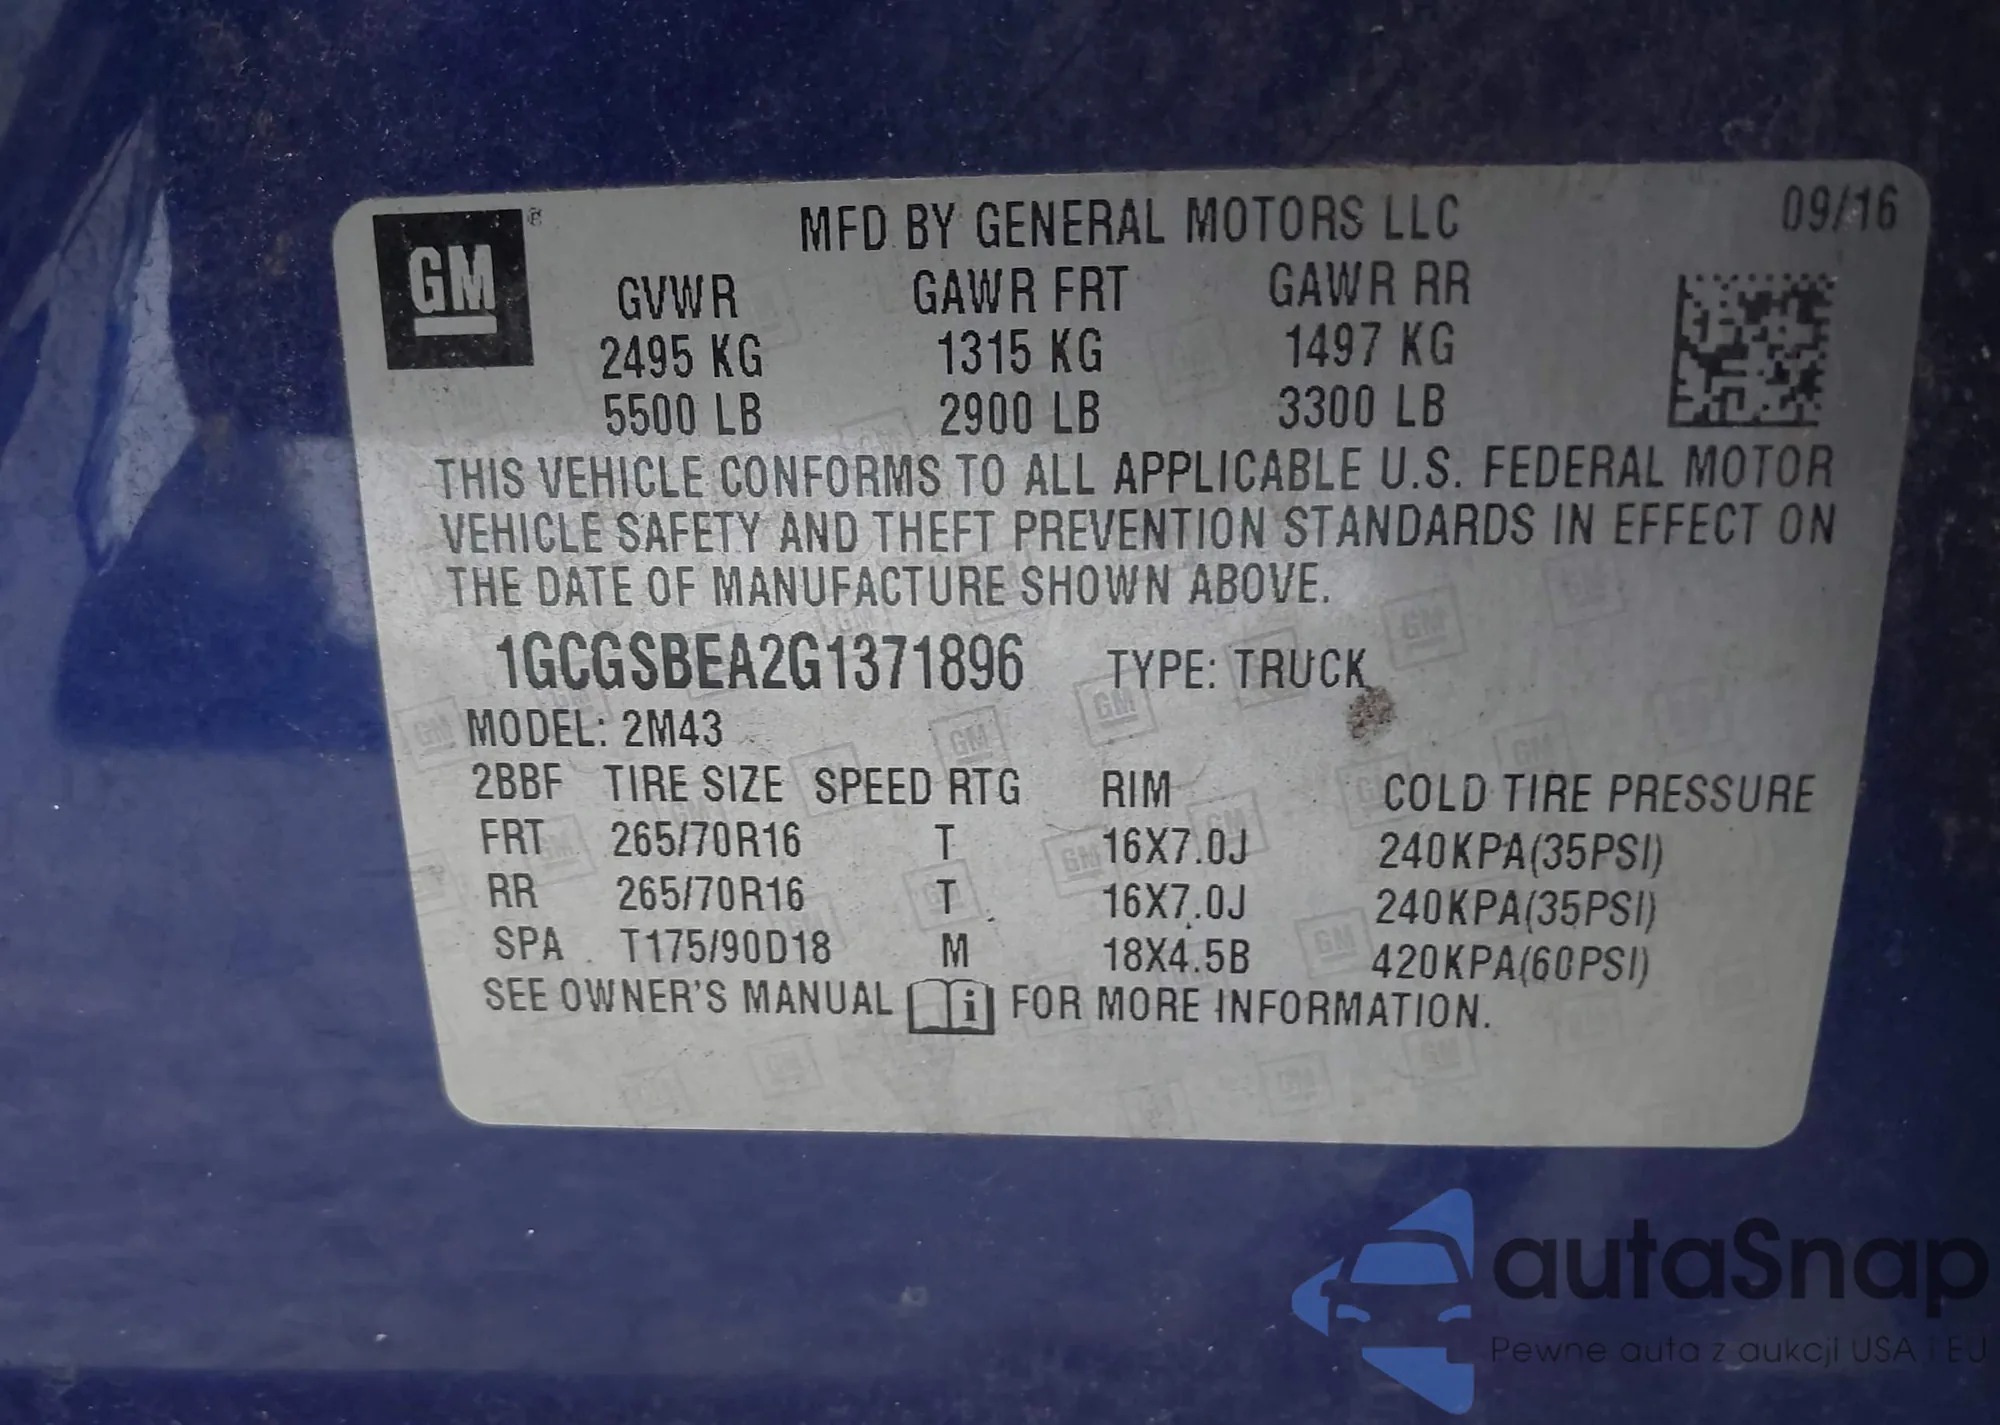 GM ®
MFD BY GENERAL MOTORS LLC 09/16
GVWR GAWR FRT GAWR RR
2495 KG 1315 KG 1497 KG
5500 LB 2900 LB 3300 LB
THIS VEHICLE CONFORMS TO ALL APPLICABLE U.S. FEDERAL MOTOR
VEHICLE SAFETY AND THEFT PREVENTION STANDARDS IN EFFECT ON
THE DATE OF MANUFACTURE SHOWN ABOVE.
1GCGSBEA2G1371896 TYPE: TRUCK
MODEL: 2M43
2BBF TIRE SIZE SPEED RTG RIM COLD TIRE PRESSURE
FRT 265/70R16 T 16X7.0J 240KPA(35PSI)
RR 265/70R16 T 16X7.0J 240KPA(35PSI)
SPA T175/90D18 M 18X4.5B 420KPA(60PSI)
SEE OWNER'S MANUAL i FOR MORE INFORMATION.
autaSnap
Pewne auta z aukcji USA i EU